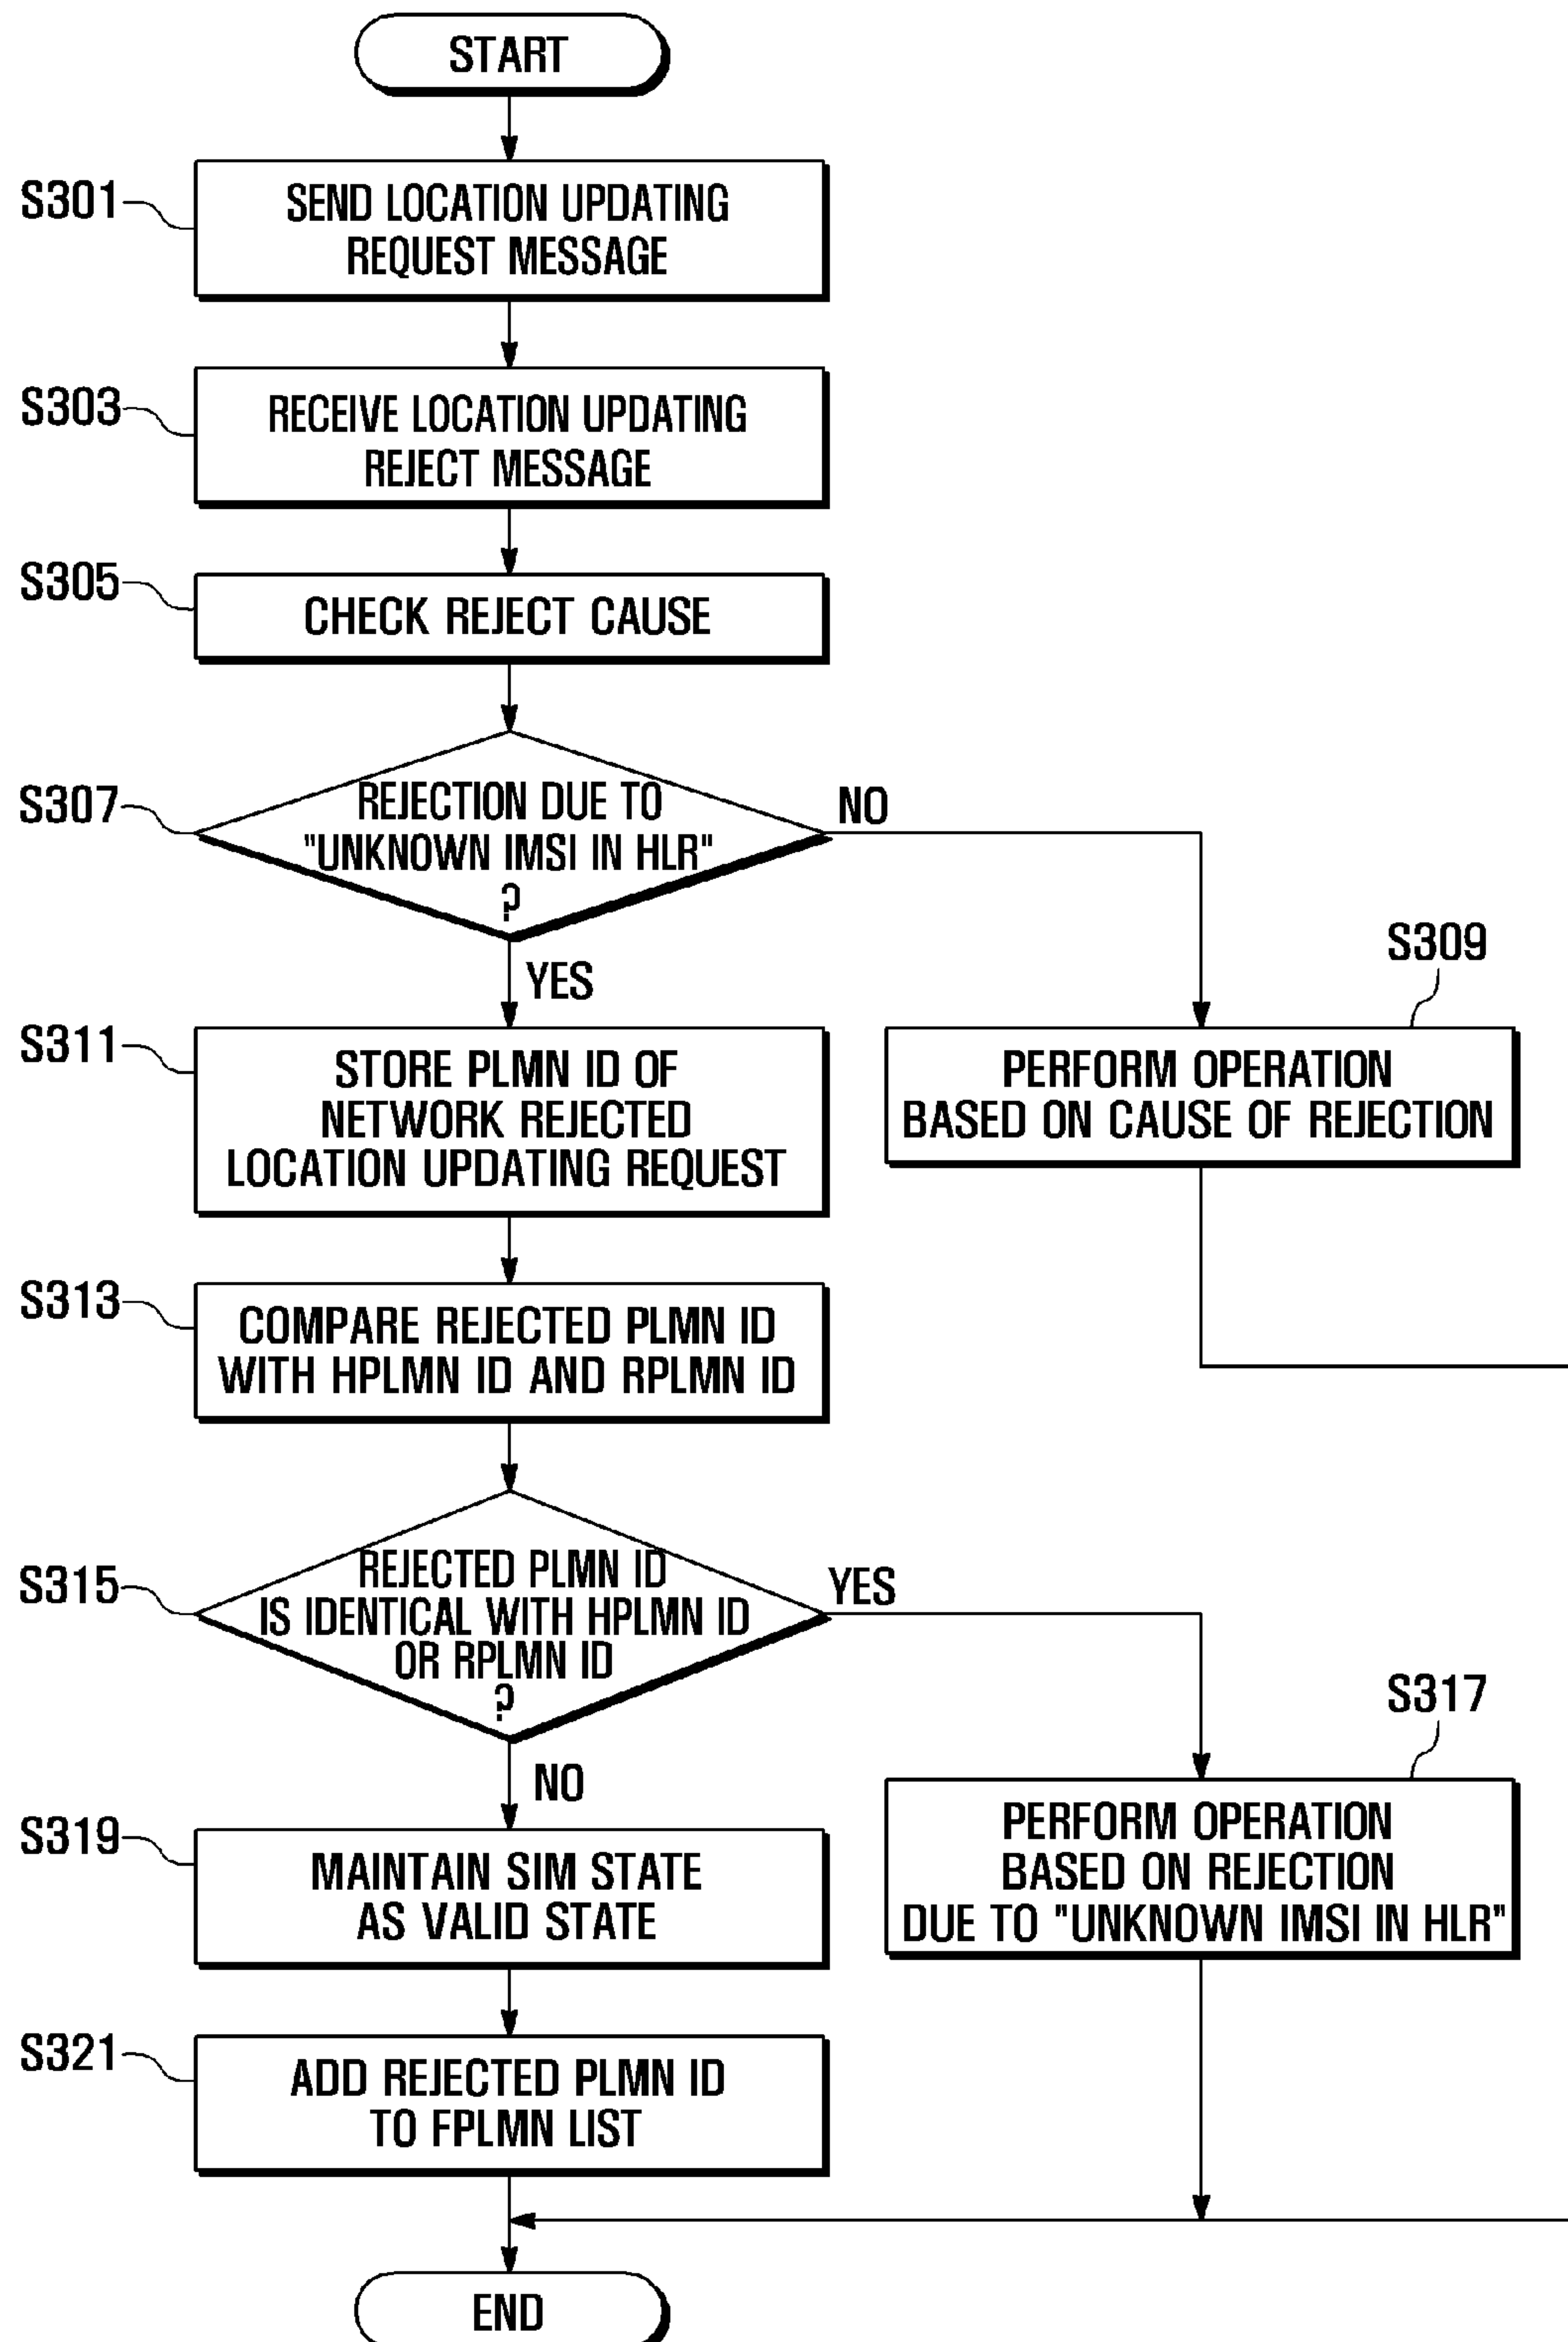 START
S301
SEND LOCATION UPDATING
REQUEST MESSAGE
S303
RECEIVE LOCATION UPDATING
REJECT MESSAGE
S305
CHECK REJECT CAUSE
S307
REJECTION DUE TO
"UNKNOWN IMSI IN HLR"
?
NO
YES
S309
PERFORM OPERATION
BASED ON CAUSE OF REJECTION
S311
STORE PLMN ID OF
NETWORK REJECTED
LOCATION UPDATING REQUEST
S313
COMPARE REJECTED PLMN ID
WITH HPLMN ID AND RPLMN ID
S315
REJECTED PLMN ID
IS IDENTICAL WITH HPLMN ID
OR RPLMN ID
?
YES
NO
S317
PERFORM OPERATION
BASED ON REJECTION
DUE TO "UNKNOWN IMSI IN HLR"
S319
MAINTAIN SIM STATE
AS VALID STATE
S321
ADD REJECTED PLMN ID
TO FPLMN LIST
END